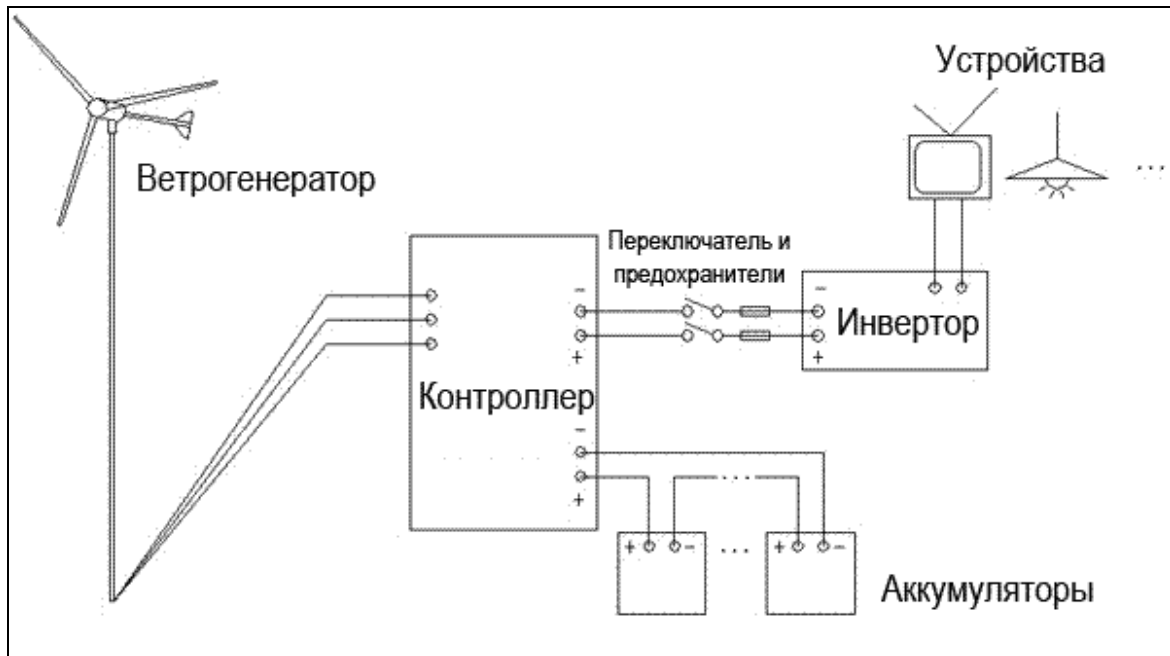 Устройства
Ветрогенератор
Переключатель и
предохранители
−
+
− +
Инвертор
Контроллер
−
+
+ − ... + −
...
...
Аккумуляторы